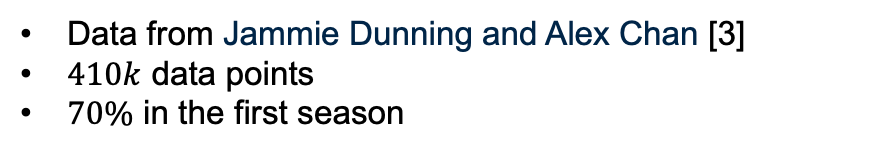 • Data from Jammie Dunning and Alex Chan [3]
• 410k data points
• 70% in the first season